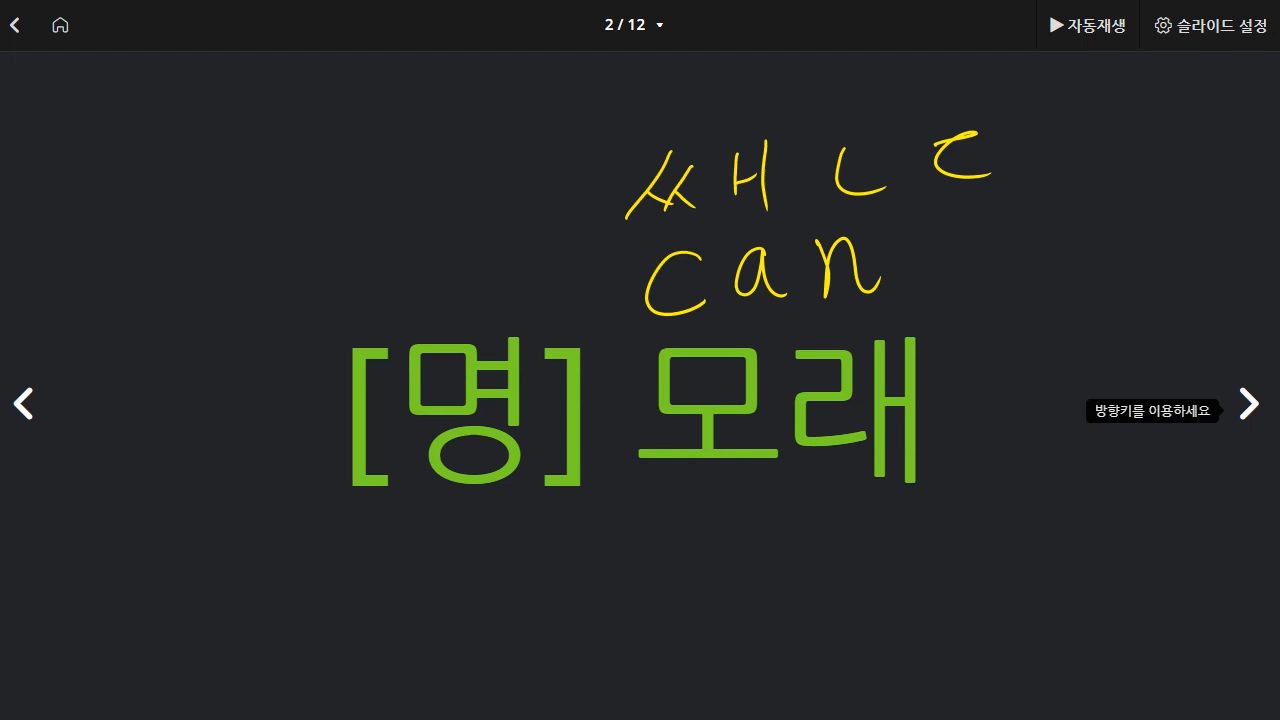 2 / 12
자동재생
슬라이드 설정
ㅆ ㅐ ㄴ ㄷ
can
[명] 모래
방향키를 이용하세요